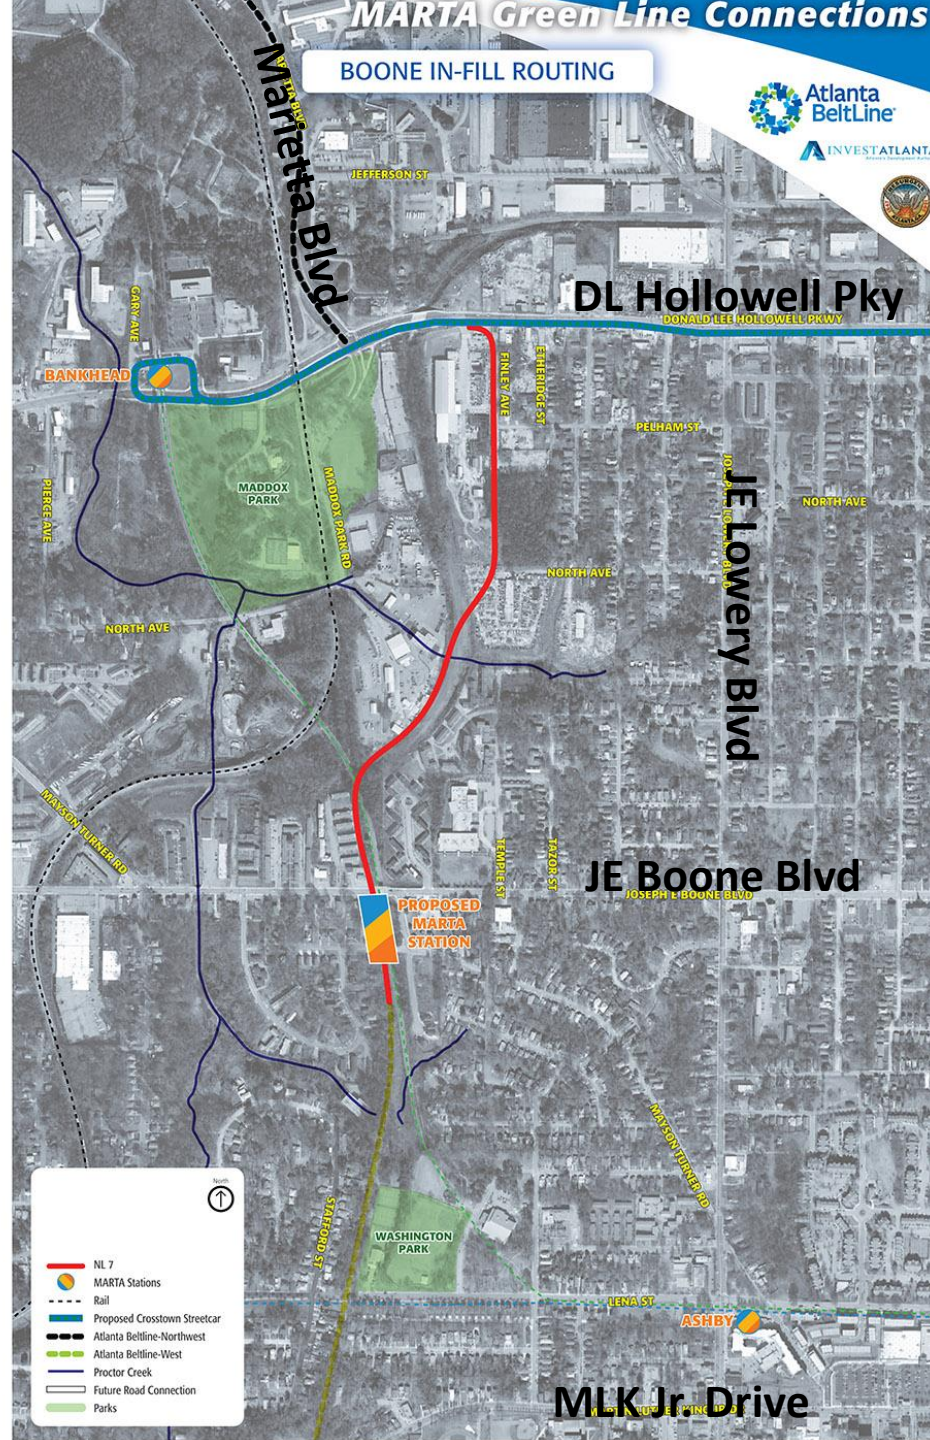 MARTA Green Line Connections
BOONE IN-FILL ROUTING
Atlanta
BeltLine
INVEST ATLANTA
Marietta Blvd
JEFFERSON ST
DL Hollowell Pky
DONALD LEE HOLLOWELL PKWY
GARY AVE
BANKHEAD
FINLEY AVE
ETHERIDGE ST
PELHAM ST
JE Lowery Blvd
NORTH AVE
PIERCE AVE
MADDOX
PARK
MADDOX PARK RD
NORTH AVE
NORTH AVE
MAYSON TURNER RD
TEMPLE ST
TAZOR ST
JE Boone Blvd
JOSEPH E BOONE BLVD
PROPOSED
MARTA
STATION
MAYSON TURNER RD
STAFFORD ST
WASHINGTON
PARK
LENA ST
ASHBY
MLK Jr. Drive
North
NL 7
MARTA Stations
Rail
Proposed Crosstown Streetcar
Atlanta Beltline-Northwest
Atlanta Beltline-West
Proctor Creek
Future Road Connection
Parks